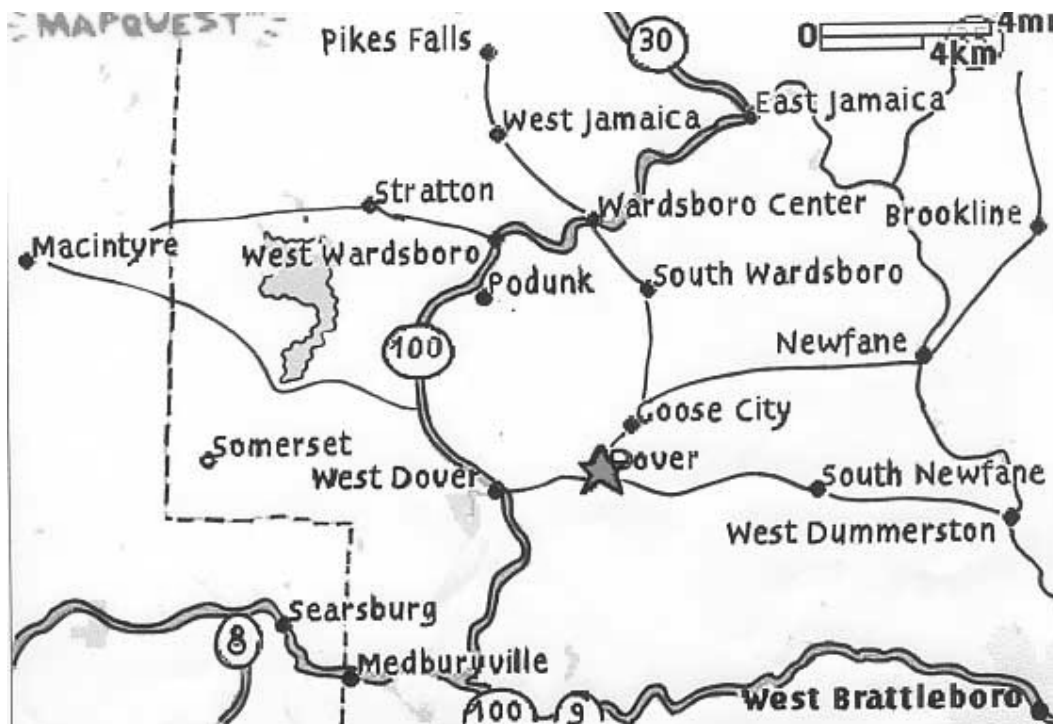 MAPQUEST
Pikes Falls
30
0
4mi
4km
West Jamaica
East Jamaica
Stratton
Wardsboro Center
Brookline
Macintyre
West Wardsboro
Podunk
South Wardsboro
100
Newfane
Goose City
Somerset
Dover
West Dover
South Newfane
West Dummerston
Searsburg
8
Medburyville
100
9
West Brattleboro